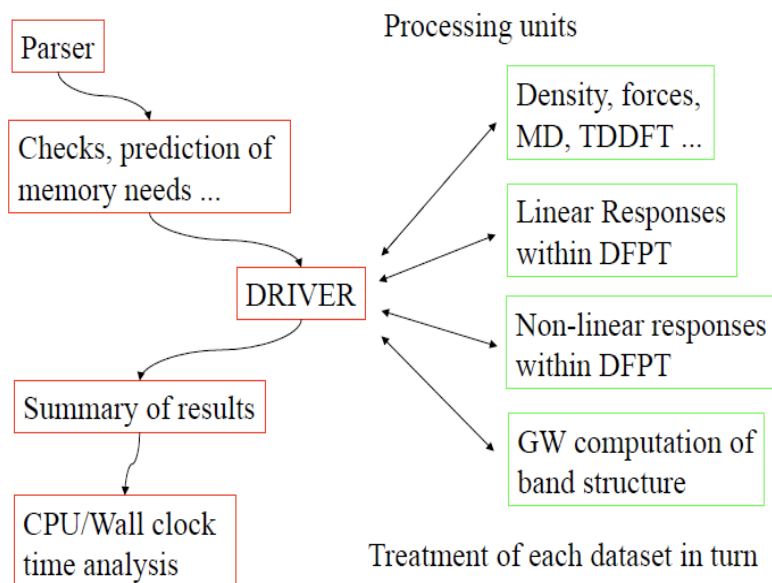 Processing units
Parser
Checks, prediction of
memory needs ...
DRIVER
Summary of results
CPU/Wall clock
time analysis
Density, forces,
MD, TDDFT ...
Linear Responses
within DFPT
Non-linear responses
within DFPT
GW computation of
band structure
Treatment of each dataset in turn